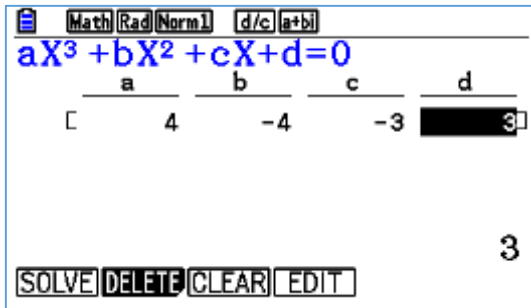 Math Rad Norm1 d/c a+bi
aX³ +bX² +cX+d=0
a b c d
[ 4 -4 -3 3 ]
3
SOLVE DELETE CLEAR EDIT